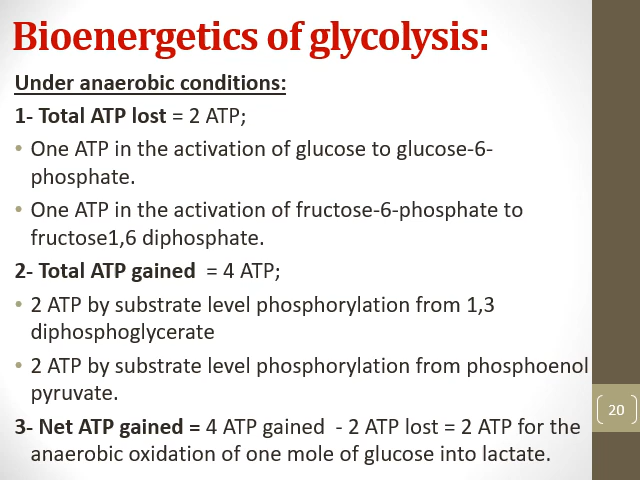 Bioenergetics of glycolysis:
Under anaerobic conditions:
1- Total ATP lost = 2 ATP;
• One ATP in the activation of glucose to glucose-6-
phosphate.
• One ATP in the activation of fructose-6-phosphate to
fructose1,6 diphosphate.
2- Total ATP gained = 4 ATP;
• 2 ATP by substrate level phosphorylation from 1,3
diphosphoglycerate
• 2 ATP by substrate level phosphorylation from phosphoenol
pyruvate.
3- Net ATP gained = 4 ATP gained - 2 ATP lost = 2 ATP for the
anaerobic oxidation of one mole of glucose into lactate.
20